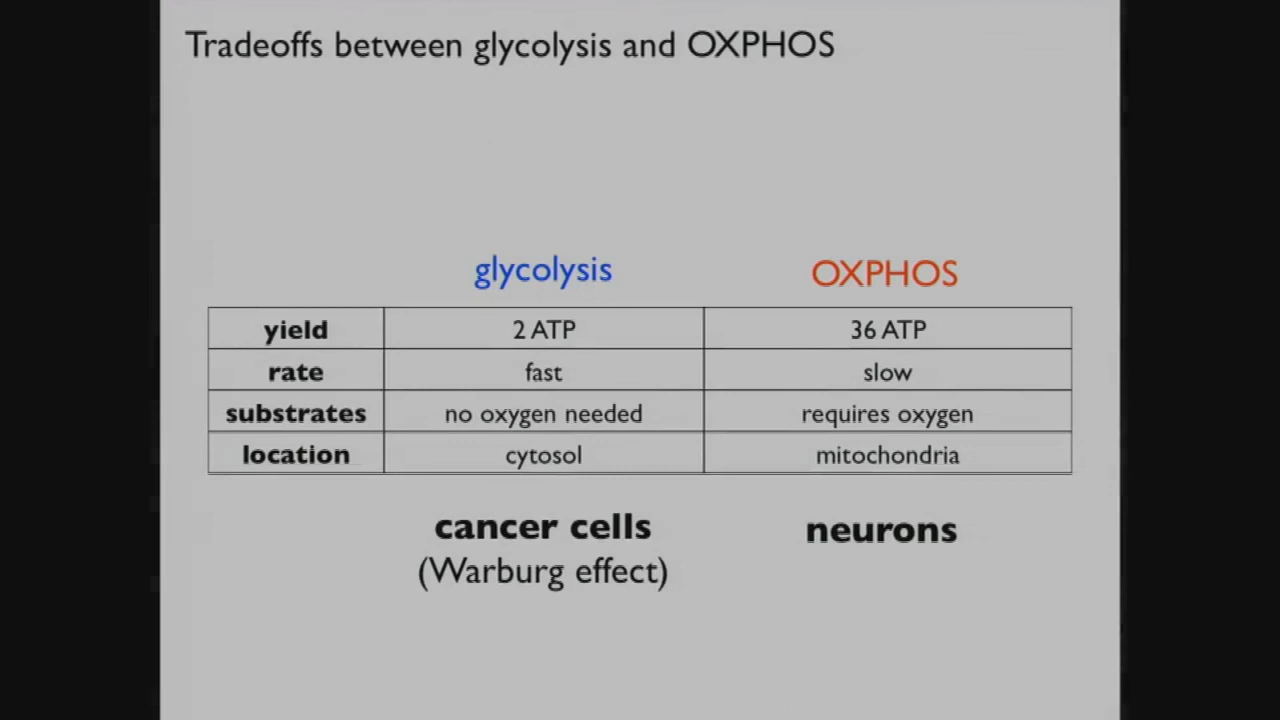 Tradeoffs between glycolysis and OXPHOS
glycolysis OXPHOS
yield 2 ATP 36 ATP
rate fast slow
substrates no oxygen needed requires oxygen
location cytosol mitochondria
cancer cells neurons
(Warburg effect)